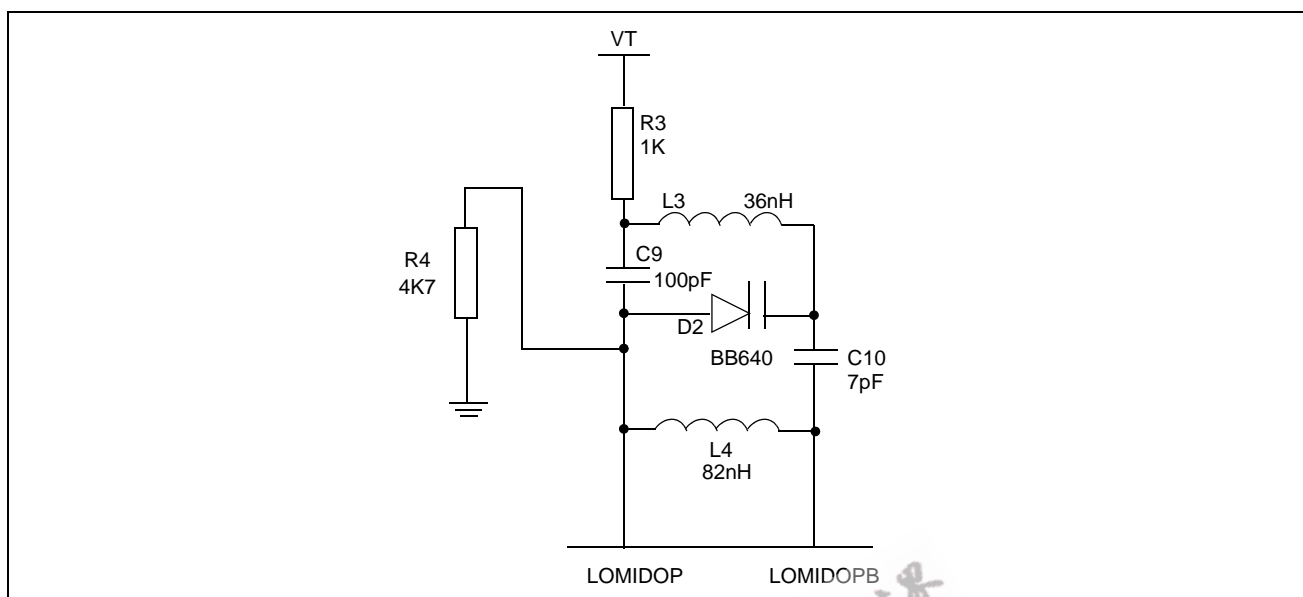 VT
R3
1K
L3 36nH
C9
100pF
R4
4K7
D2
BB640
C10
7pF
L4
82nH
LOMIDOP LOMIDOPB